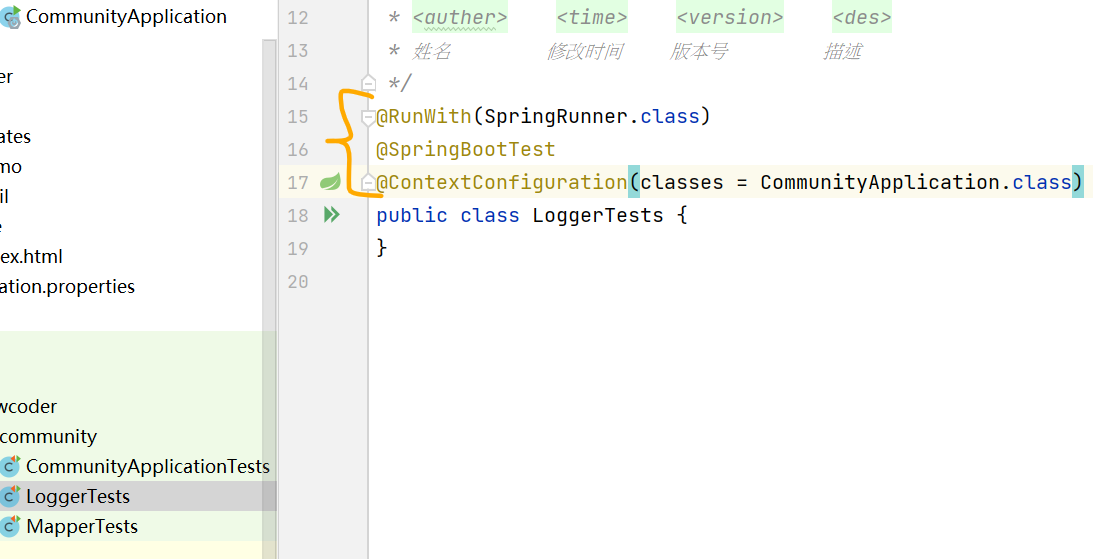 CommunityApplication
er
ates
mo
il
e
ex.html
ation.properties
wcoder
community
CommunityApplicationTests
LoggerTests
MapperTests
12 * <auther> <time> <version> <des>
13 * 姓名 修改时间 版本号 描述
14 */
15 @RunWith(SpringRunner.class)
16 @SpringBootTest
17 @ContextConfiguration(classes = CommunityApplication.class)
18 public class LoggerTests {
19 }
20